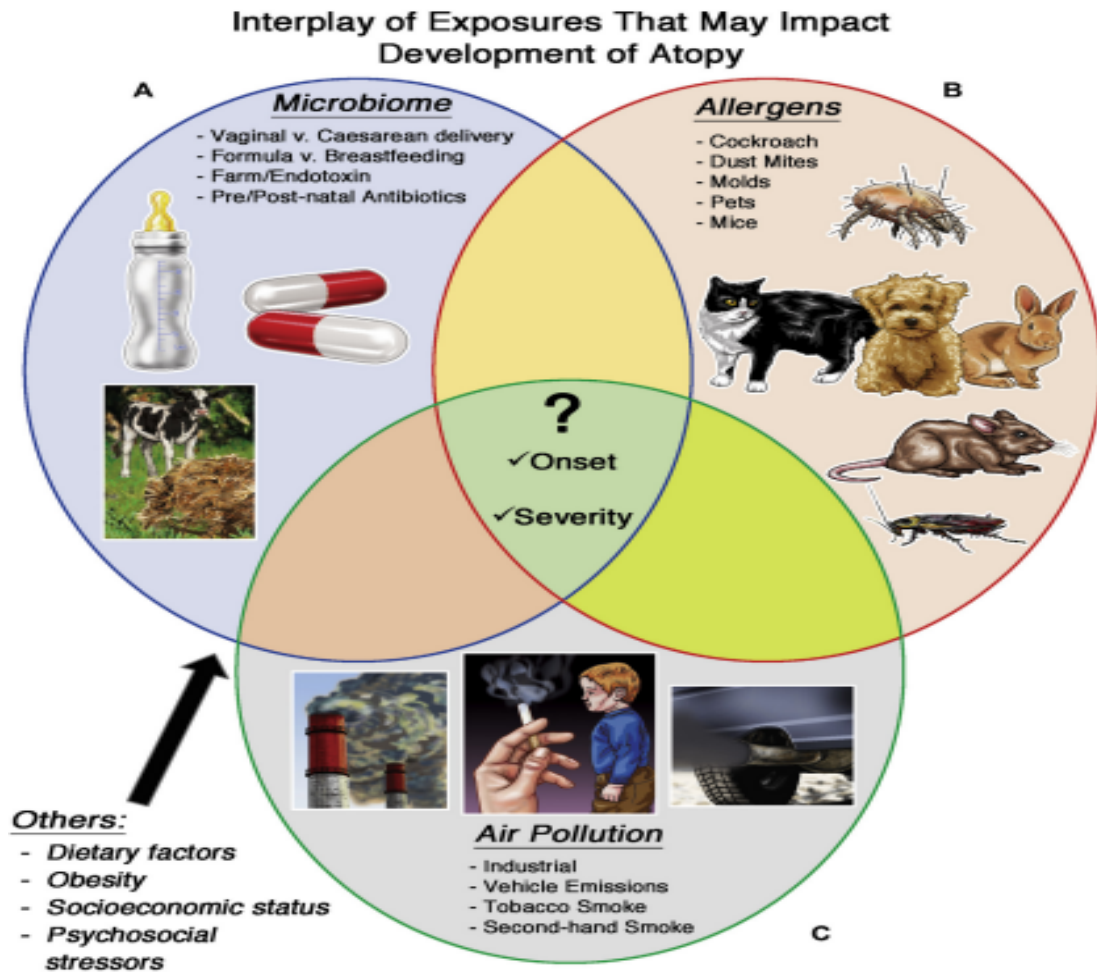 Interplay of Exposures That May Impact
Development of Atopy
A
Microbiome
- Vaginal v. Caesarean delivery
- Formula v. Breastfeeding
- Farm/Endotoxin
- Pre/Post-natal Antibiotics
B
Allergens
- Cockroach
- Dust Mites
- Molds
- Pets
- Mice
?
✓Onset
✓Severity
Others:
- Dietary factors
- Obesity
- Socioeconomic status
- Psychosocial
stressors
Air Pollution
- Industrial
- Vehicle Emissions
- Tobacco Smoke
- Second-hand Smoke
C